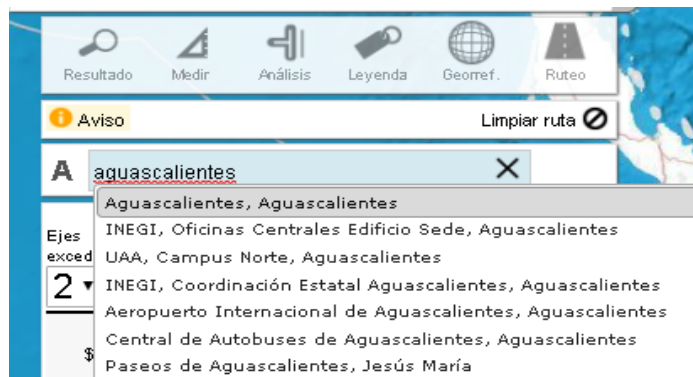 Resultado Medir Análisis Leyenda Georref. Ruteo
Aviso Limpiar ruta
A aguascalientes
Aguascalientes, Aguascalientes
INEGI, Oficinas Centrales Edificio Sede, Aguascalientes
Ejes
UAA, Campus Norte, Aguascalientes
exced
2 INEGI, Coordinación Estatal Aguascalientes, Aguascalientes
Aeropuerto Internacional de Aguascalientes, Aguascalientes
Central de Autobuses de Aguascalientes, Aguascalientes
$
Paseos de Aguascalientes, Jesús María